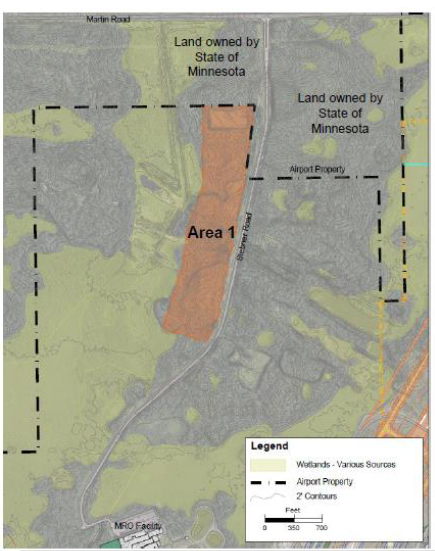 Martin Road
Land owned by
State of
Minnesota
Land owned by
State of
Minnesota
Airport Property
Area 1
Stebner Road
Legend
Wetlands - Various Sources
Airport Property
2' Contours
Feet
0 350 700
MRO Facility